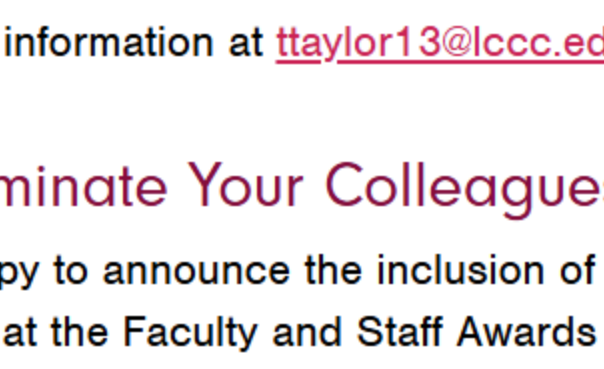 information at ttaylor13@lccc.ed
minate Your Colleagues
py to announce the inclusion of
at the Faculty and Staff Awards